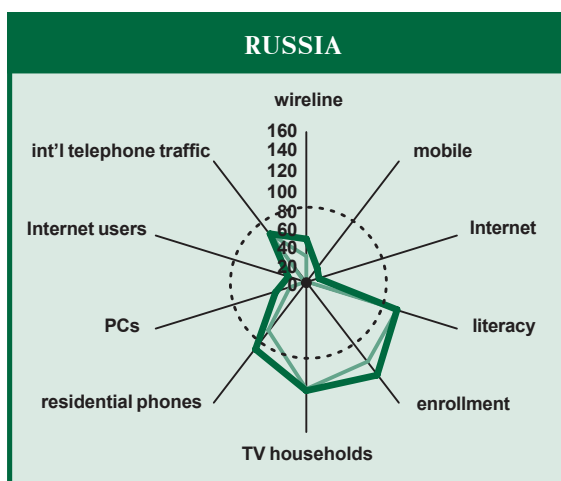 RUSSIA
wireline
160
140
120
100
80
60
40
20
0
int'l telephone traffic
mobile
Internet users
Internet
PCs
literacy
residential phones
enrollment
TV households